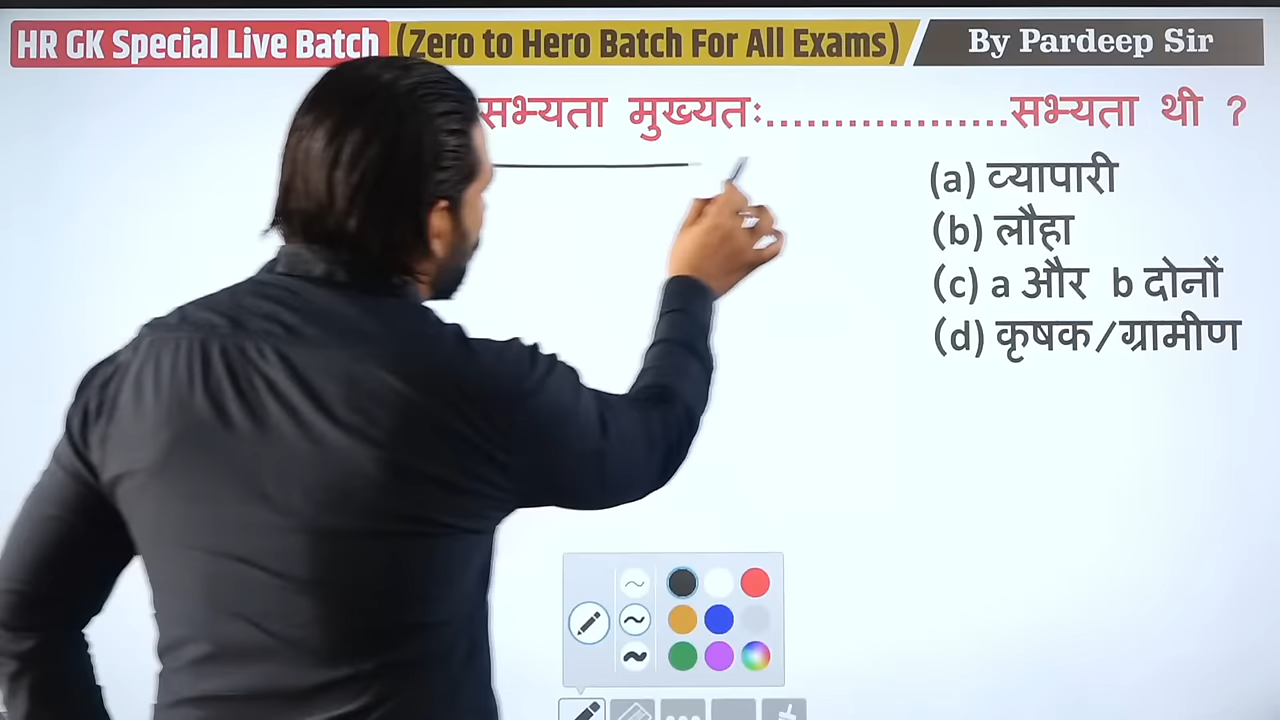 HR GK Special Live Batch (Zero to Hero Batch For All Exams) By Pardeep Sir
सभ्यता मुख्यतः..................सभ्यता थी ?
(a) व्यापारी
(b) लौहा
(c) a और b दोनों
(d) कृषक/ग्रामीण